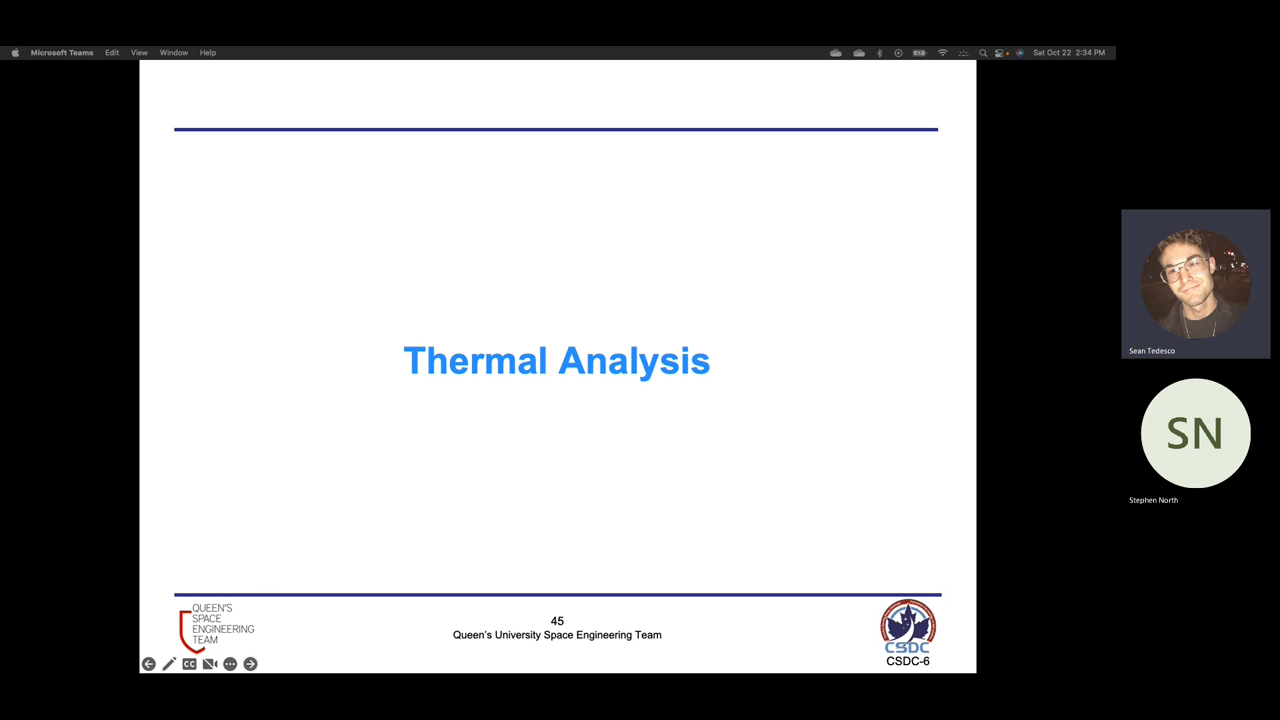 Microsoft Teams Edit View Window Help Sat Oct 22 2:34 PM
Thermal Analysis
Sean Tedesco
SN
Stephen North
QUEEN'S
SPACE
ENGINEERING
TEAM
45
Queen's University Space Engineering Team
CSDC
CSDC-6
CC